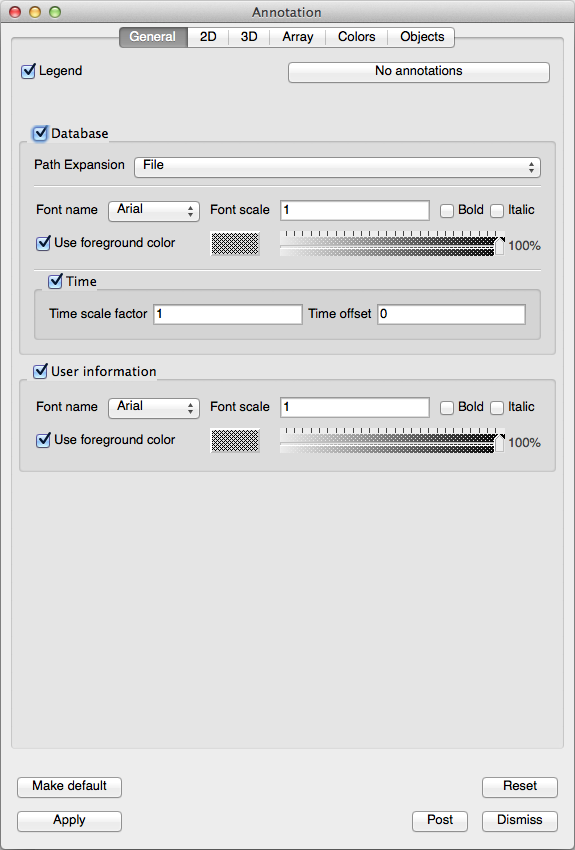 Annotation
General 2D 3D Array Colors Objects
Legend No annotations
Database
Path Expansion File
Font name Arial Font scale 1 Bold Italic
Use foreground color 100%
Time
Time scale factor 1 Time offset 0
User information
Font name Arial Font scale 1 Bold Italic
Use foreground color 100%
Make default Reset
Apply Post Dismiss